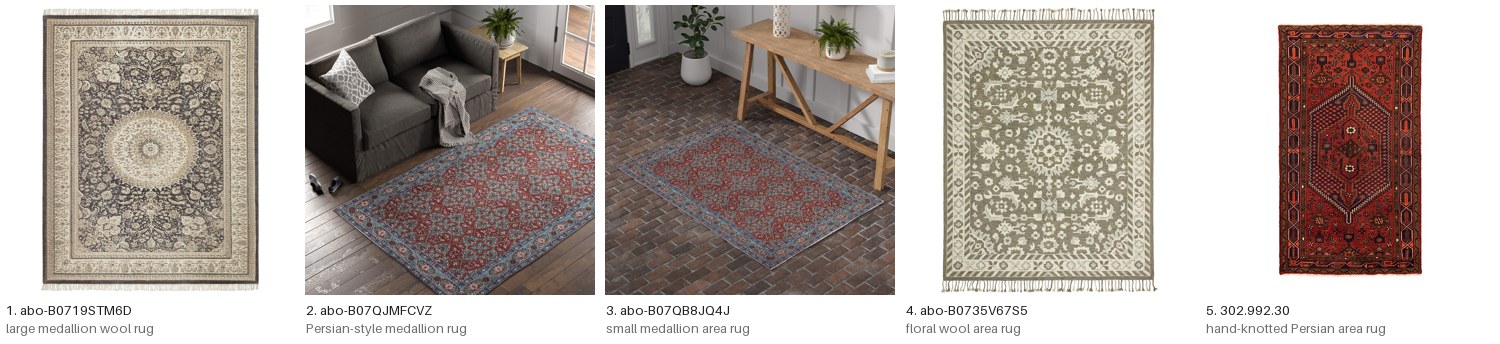 1. abo-B0719STM6D
large medallion wool rug
2. abo-B07QJMFCVZ
Persian-style medallion rug
3. abo-B07QB8JQ4J
small medallion area rug
4. abo-B0735V67S5
floral wool area rug
5. 302.992.30
hand-knotted Persian area rug